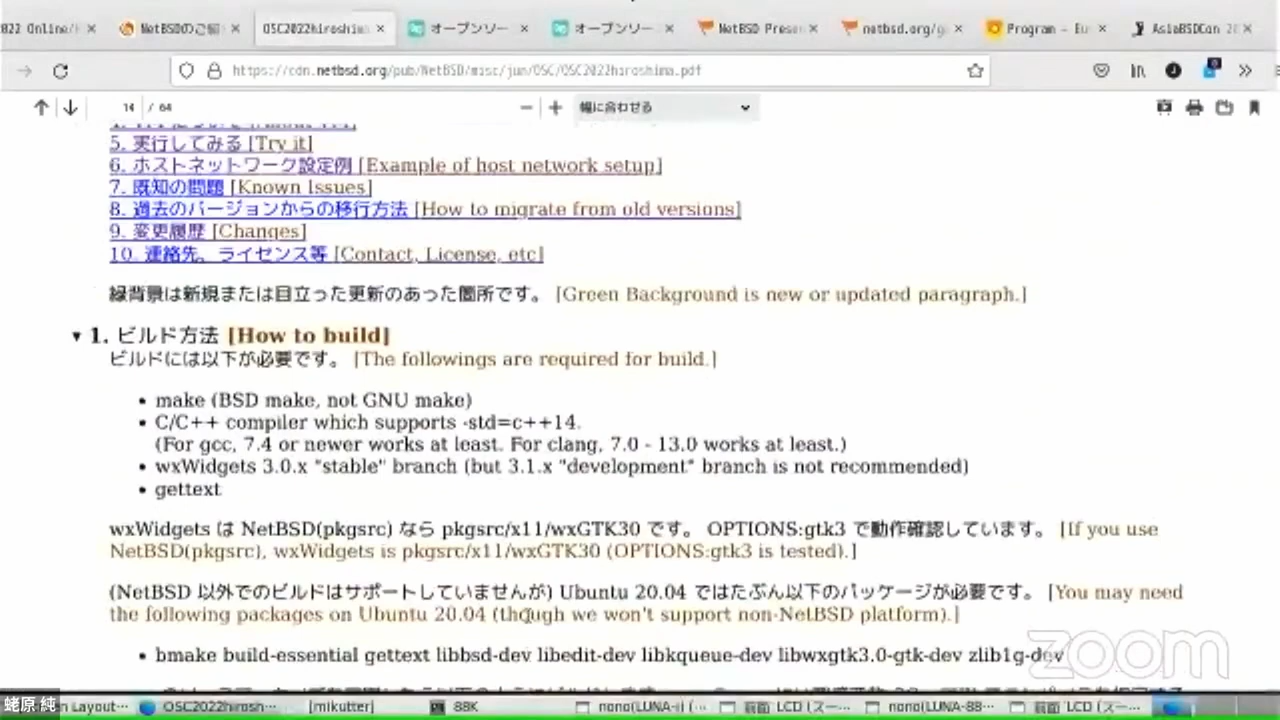 022 Online/
NetBSDのご紹
OSC2022hiroshima
オープンソー
オープンソー
NetBSD Presen
netbsd.org/g
Program – Eu
AsiaBSDCon 20
https://cdn.netbsd.org/pub/NetBSD/misc/jun/OSC/OSC2022hiroshima.pdf
14 / 64
幅に合わせる
5. 実行してみる [Try it]
6. ホストネットワーク設定例 [Example of host network setup]
7. 既知の問題 [Known Issues]
8. 過去のバージョンからの移行方法 [How to migrate from old versions]
9. 変更履歴 [Changes]
10. 連絡先、ライセンス等 [Contact, License, etc]
緑背景は新規または目立った更新のあった箇所です。 [Green Background is new or updated paragraph.]
▼ 1. ビルド方法 [How to build]
ビルドには以下が必要です。 [The followings are required for build.]
• make (BSD make, not GNU make)
• C/C++ compiler which supports -std=c++14.
(For gcc, 7.4 or newer works at least. For clang, 7.0 - 13.0 works at least.)
• wxWidgets 3.0.x "stable" branch (but 3.1.x "development" branch is not recommended)
• gettext
wxWidgets は NetBSD(pkgsrc) なら pkgsrc/x11/wxGTK30 です。 OPTIONS:gtk3 で動作確認しています。 [If you use
NetBSD(pkgsrc), wxWidgets is pkgsrc/x11/wxGTK30 (OPTIONS:gtk3 is tested).]
(NetBSD 以外でのビルドはサポートしていませんが) Ubuntu 20.04 ではたぶん以下のパッケージが必要です。 [You may need
the following packages on Ubuntu 20.04 (though we won't support non-NetBSD platform).]
• bmake build-essential gettext libbsd-dev libedit-dev libkqueue-dev libwxgtk3.0-gtk-dev zlib1g-dev
zoom
蛯原 純
n Layout…
OSC2022hirosh…
[mikutter]
88K
nono(LUNA-I) (…
前面 LCD (スー…
nono(LUNA-88…
前面 LCD (スー…